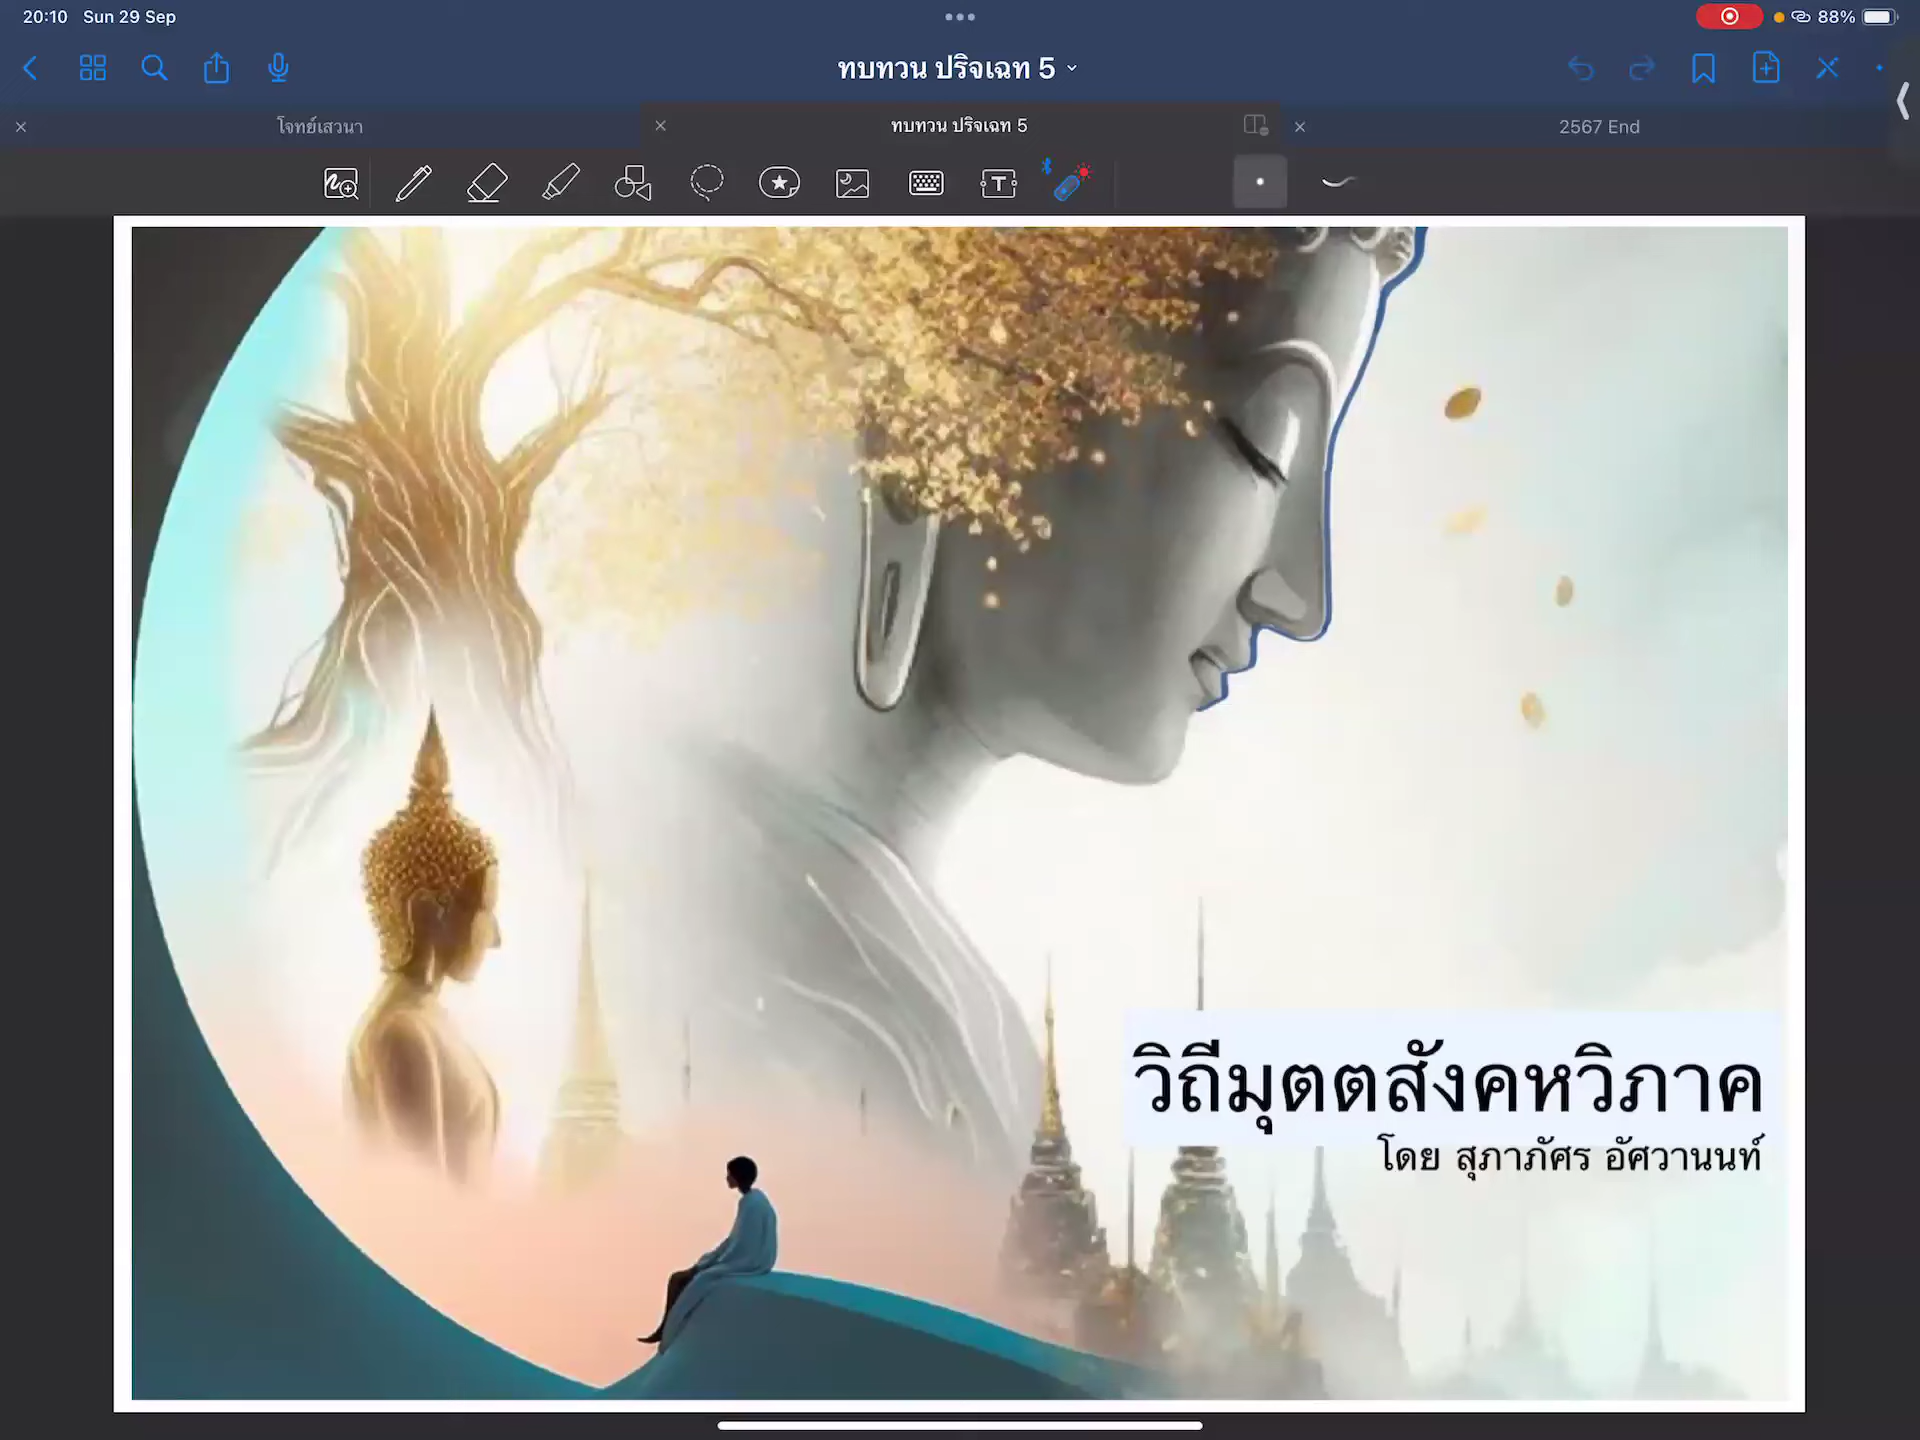 20:10 Sun 29 Sep
88%
ทบทวน ปริจเฉท 5
โจทย์เสวนา
ทบทวน ปริจเฉท 5
2567 End
วิถีมุตตสังคหวิภาค
โดย สุภาภัศร อัศวานนท์